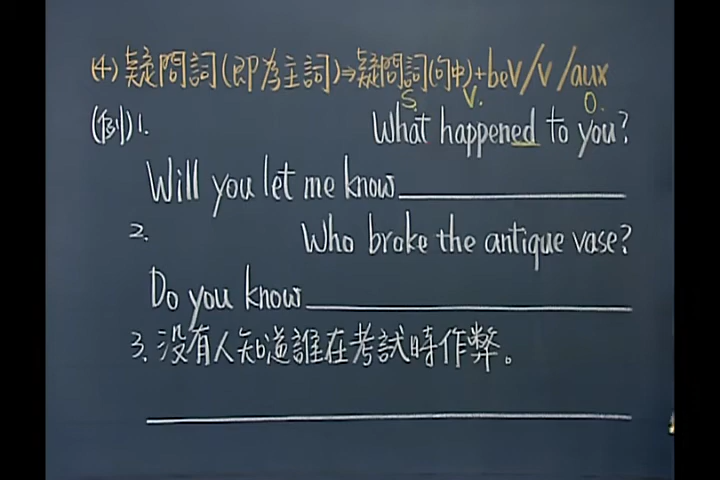 (4) 疑問詞(即為主詞)⇒疑問詞(句中)+beV/V/aux
S. V. O.
(例)1. What happened to you?
Will you let me know
2. Who broke the antique vase?
Do you know
3. 沒有人知道誰在考試時作弊。